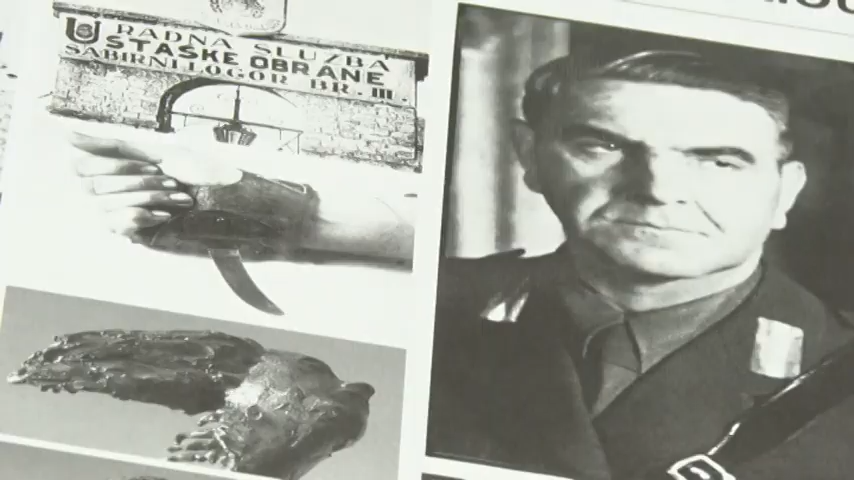 RADNA SLUŽBA
USTAŠKE OBRANE
SABIRNI LOGOR BR. III.